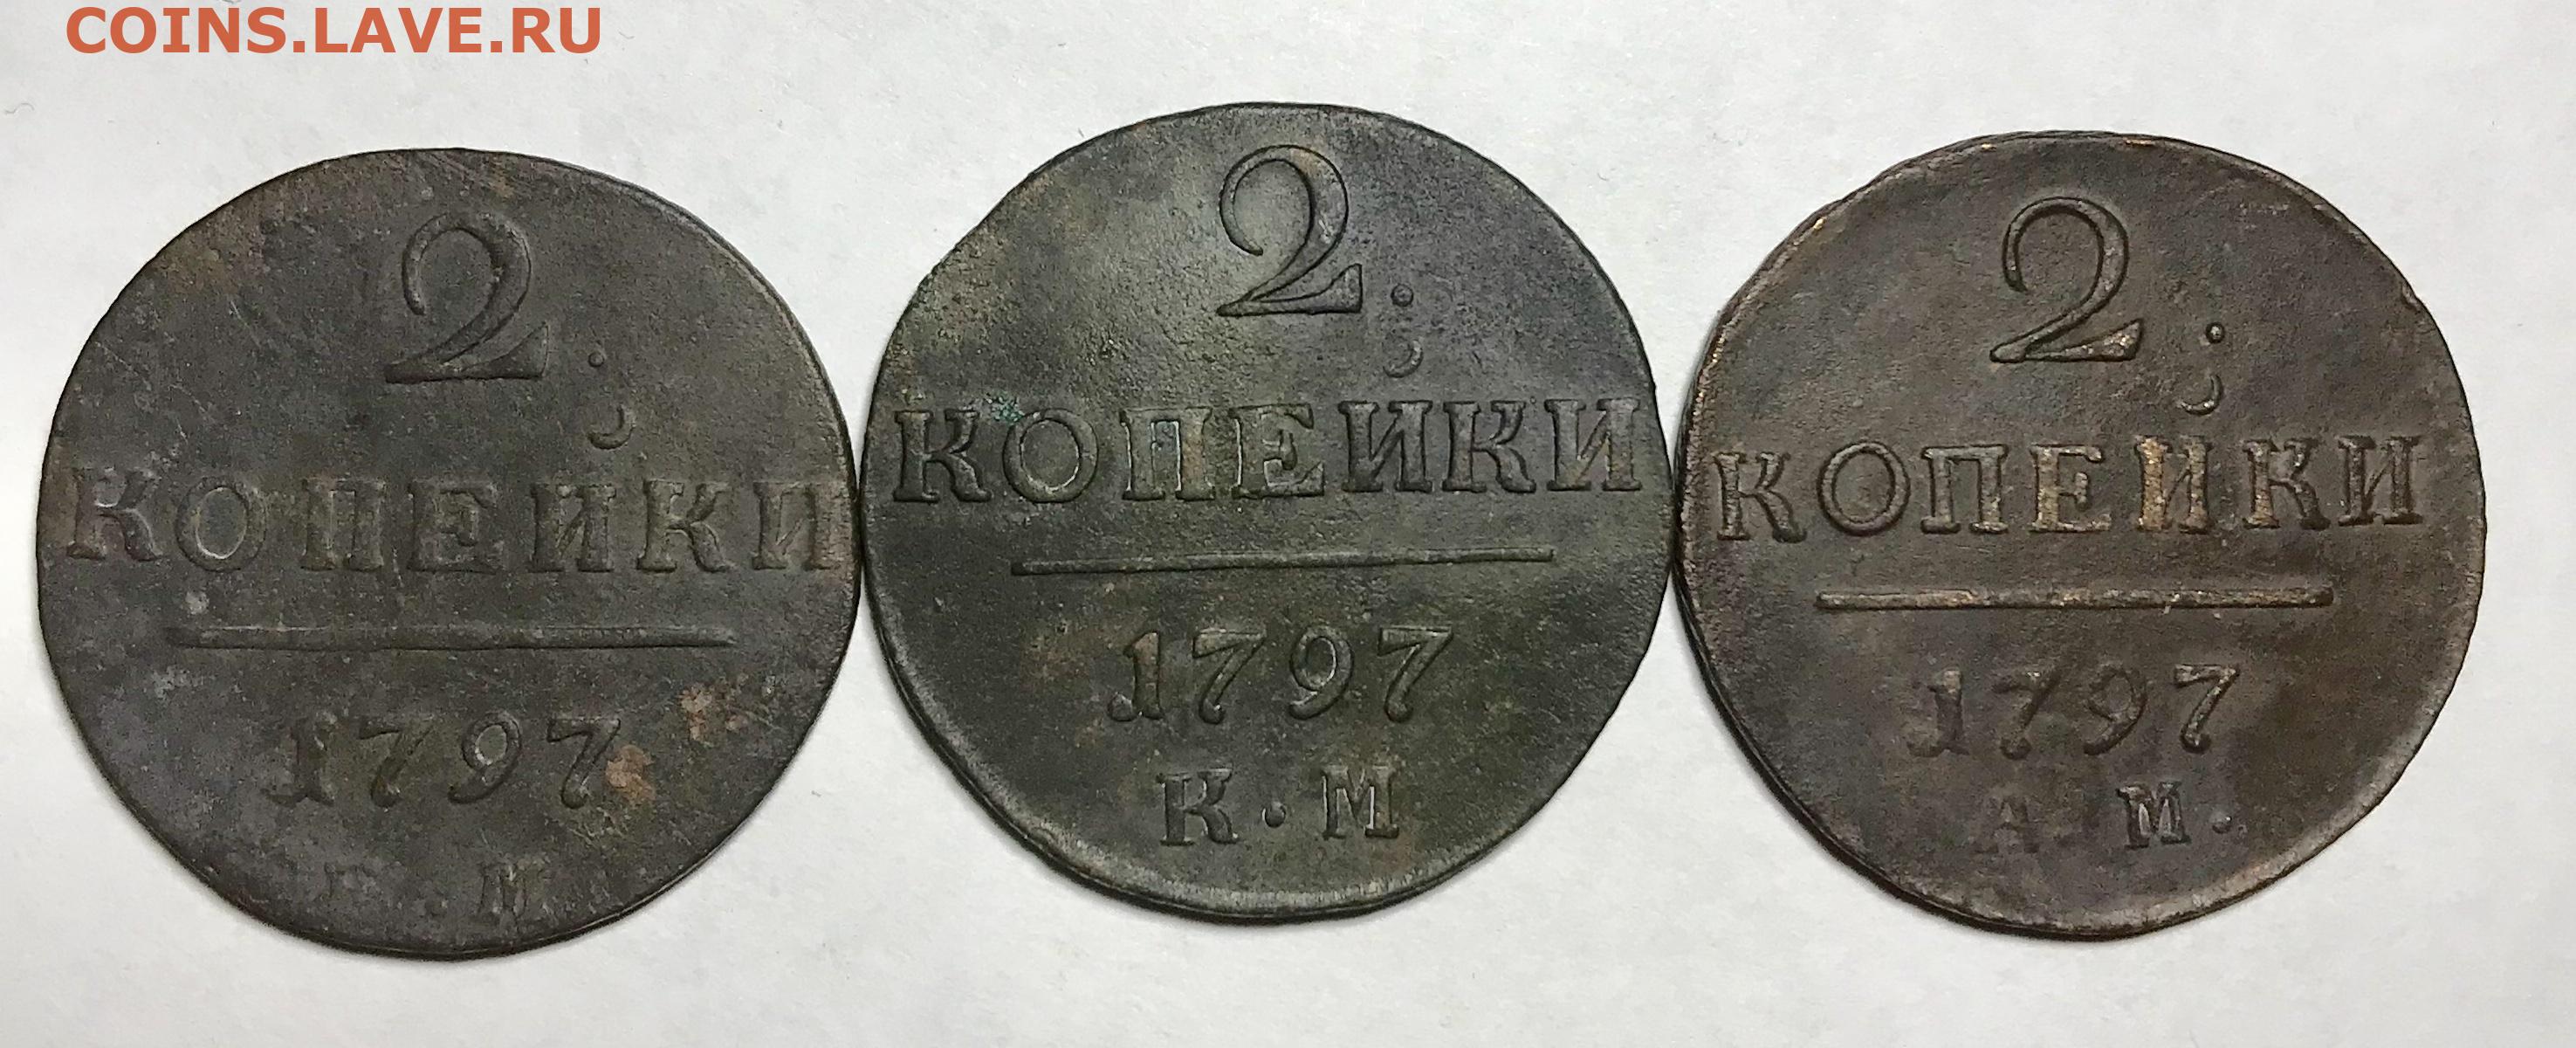 COINS.LAVE.RU
2.
КОПЕЙКИ
1797
.М
2.
КОПЕЙКИ
1797
К.М
2.
КОПЕЙКИ
1797
А М.